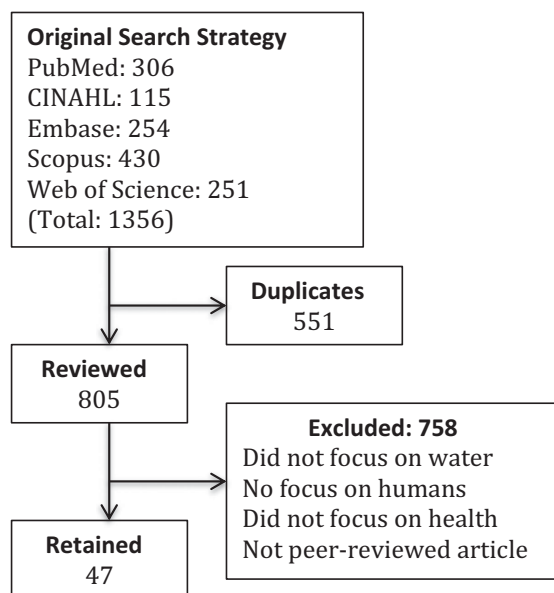 Original Search Strategy
PubMed: 306
CINAHL: 115
Embase: 254
Scopus: 430
Web of Science: 251
(Total: 1356)
Duplicates
551
Reviewed
805
Excluded: 758
Did not focus on water
No focus on humans
Did not focus on health
Not peer-reviewed article
Retained
47